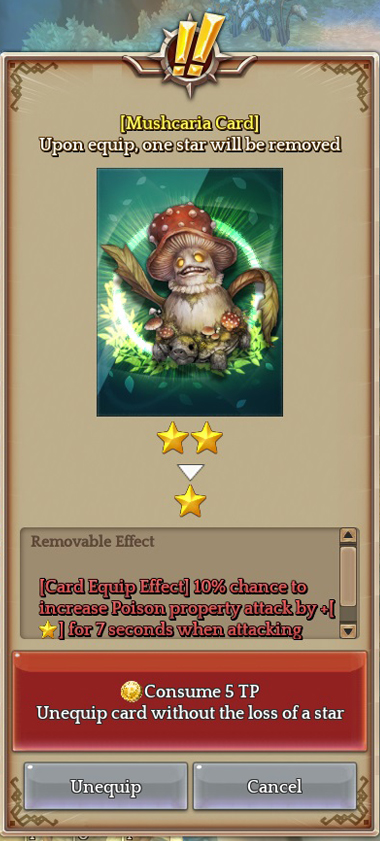 [Mushcaria Card]
Upon equip, one star will be removed
Removable Effect
[Card Equip Effect] 10% chance to
increase Poison property attack by +[
] for 7 seconds when attacking
Consume 5 TP
Unequip card without the loss of a star
Unequip
Cancel